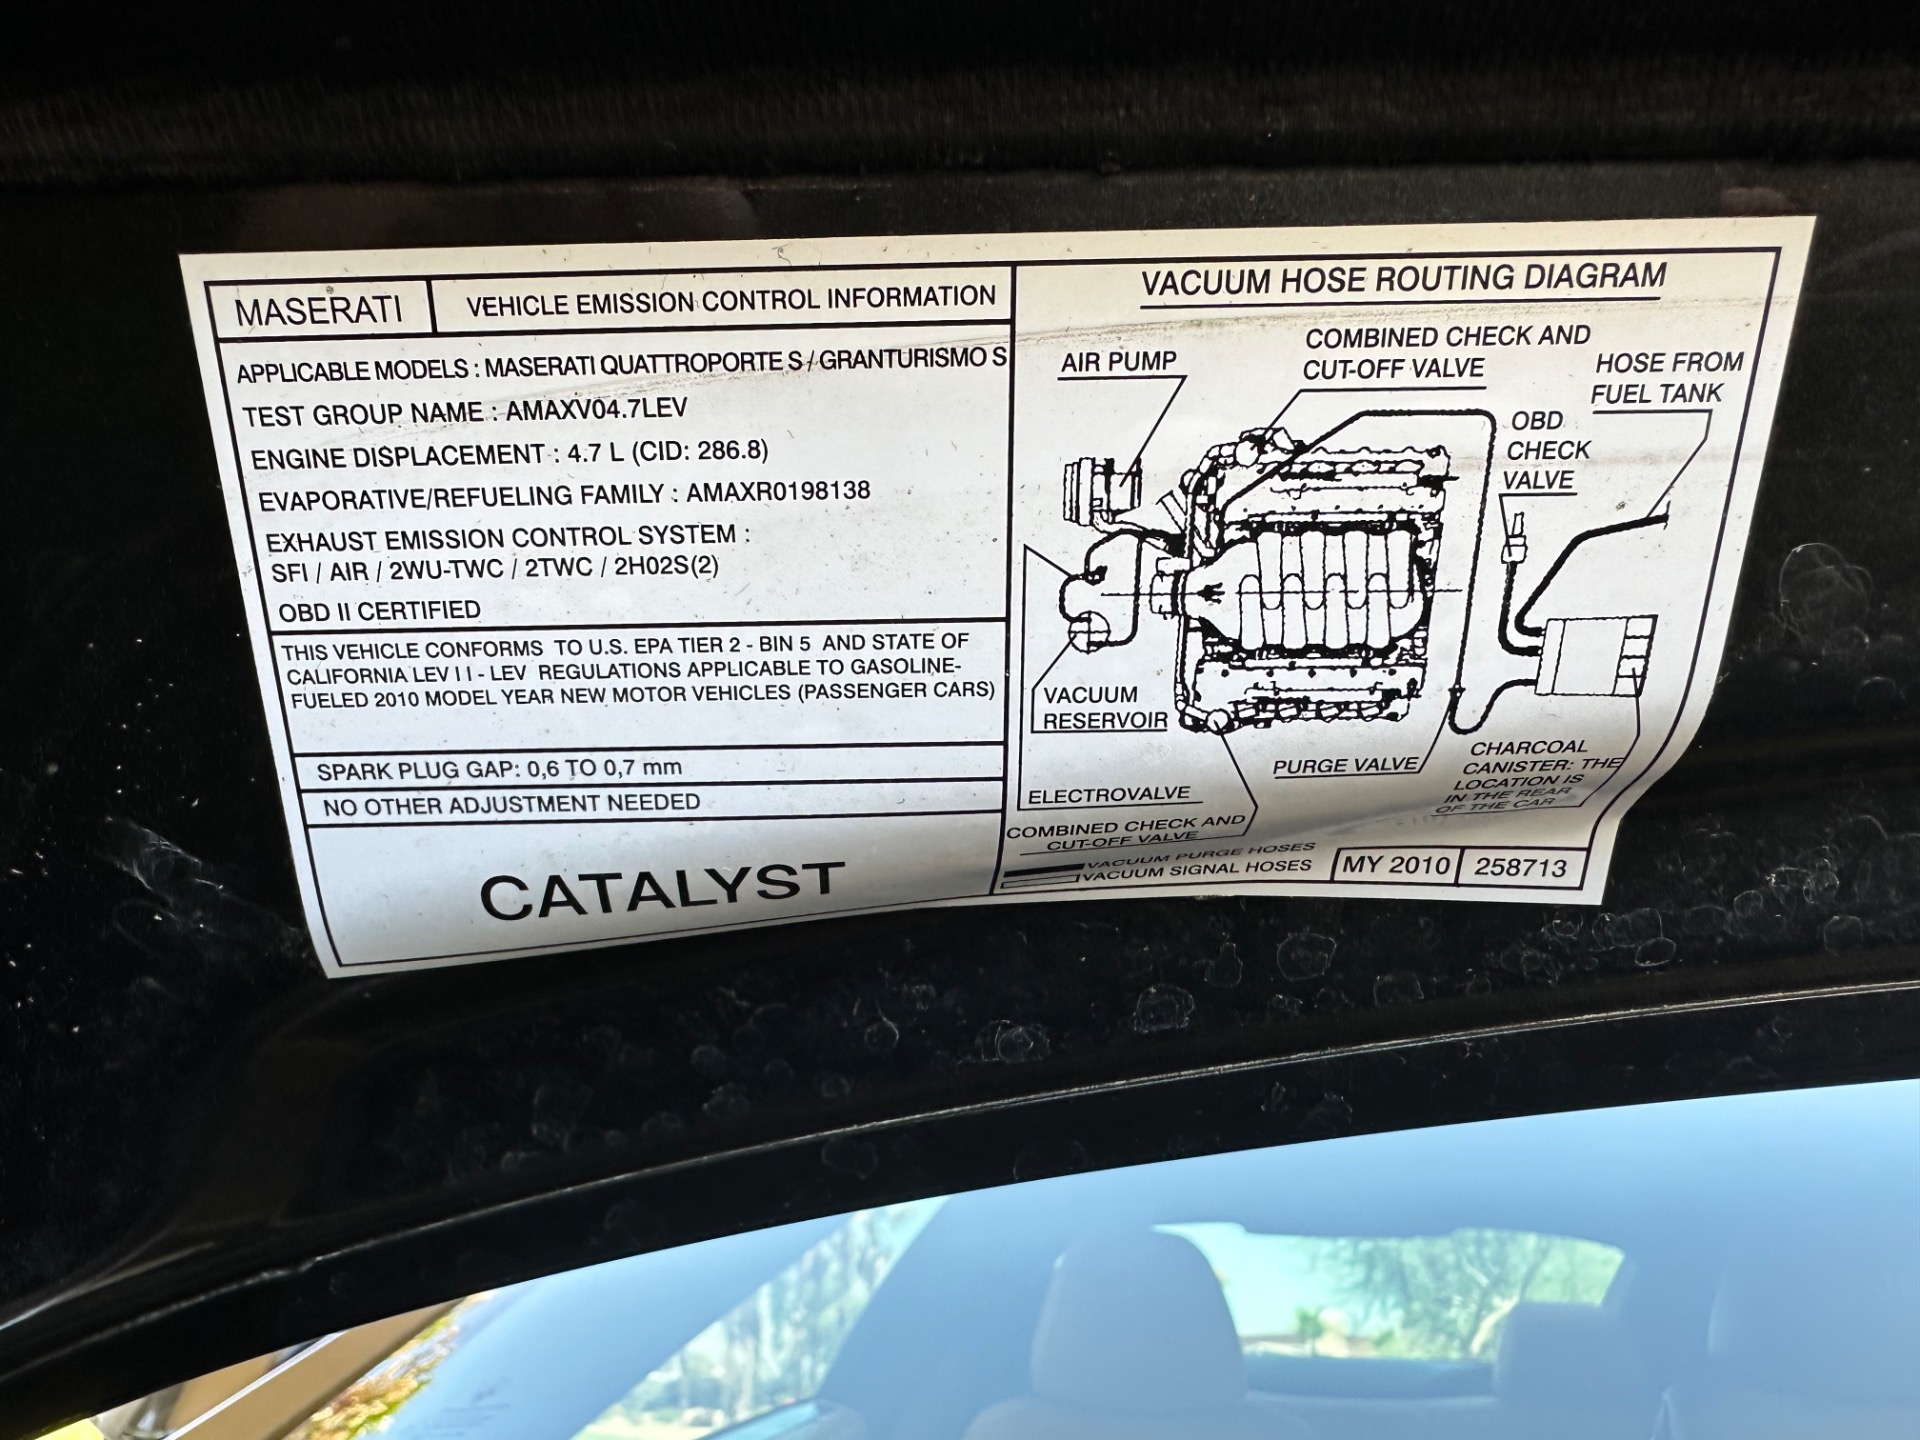 MASERATI
VEHICLE EMISSION CONTROL INFORMATION
APPLICABLE MODELS : MASERATI QUATTROPORTE S / GRANTURISMO S
TEST GROUP NAME : AMAXV04.7LEV
ENGINE DISPLACEMENT : 4.7 L (CID: 286.8)
EVAPORATIVE/REFUELING FAMILY : AMAXR0198138
EXHAUST EMISSION CONTROL SYSTEM :
SFI / AIR / 2WU-TWC / 2TWC / 2H02S(2)
OBD II CERTIFIED
THIS VEHICLE CONFORMS TO U.S. EPA TIER 2 - BIN 5 AND STATE OF
CALIFORNIA LEV I I - LEV REGULATIONS APPLICABLE TO GASOLINE-
FUELED 2010 MODEL YEAR NEW MOTOR VEHICLES (PASSENGER CARS)
SPARK PLUG GAP: 0,6 TO 0,7 mm
NO OTHER ADJUSTMENT NEEDED
CATALYST
VACUUM HOSE ROUTING DIAGRAM
AIR PUMP
COMBINED CHECK AND
CUT-OFF VALVE
HOSE FROM
FUEL TANK
OBD
CHECK
VALVE
VACUUM
RESERVOIR
PURGE VALVE
CHARCOAL
CANISTER: THE
LOCATION IS
IN THE REAR
OF THE CAR
ELECTROVALVE
COMBINED CHECK AND
CUT-OFF VALVE
VACUUM PURGE HOSES
VACUUM SIGNAL HOSES
MY 2010
258713